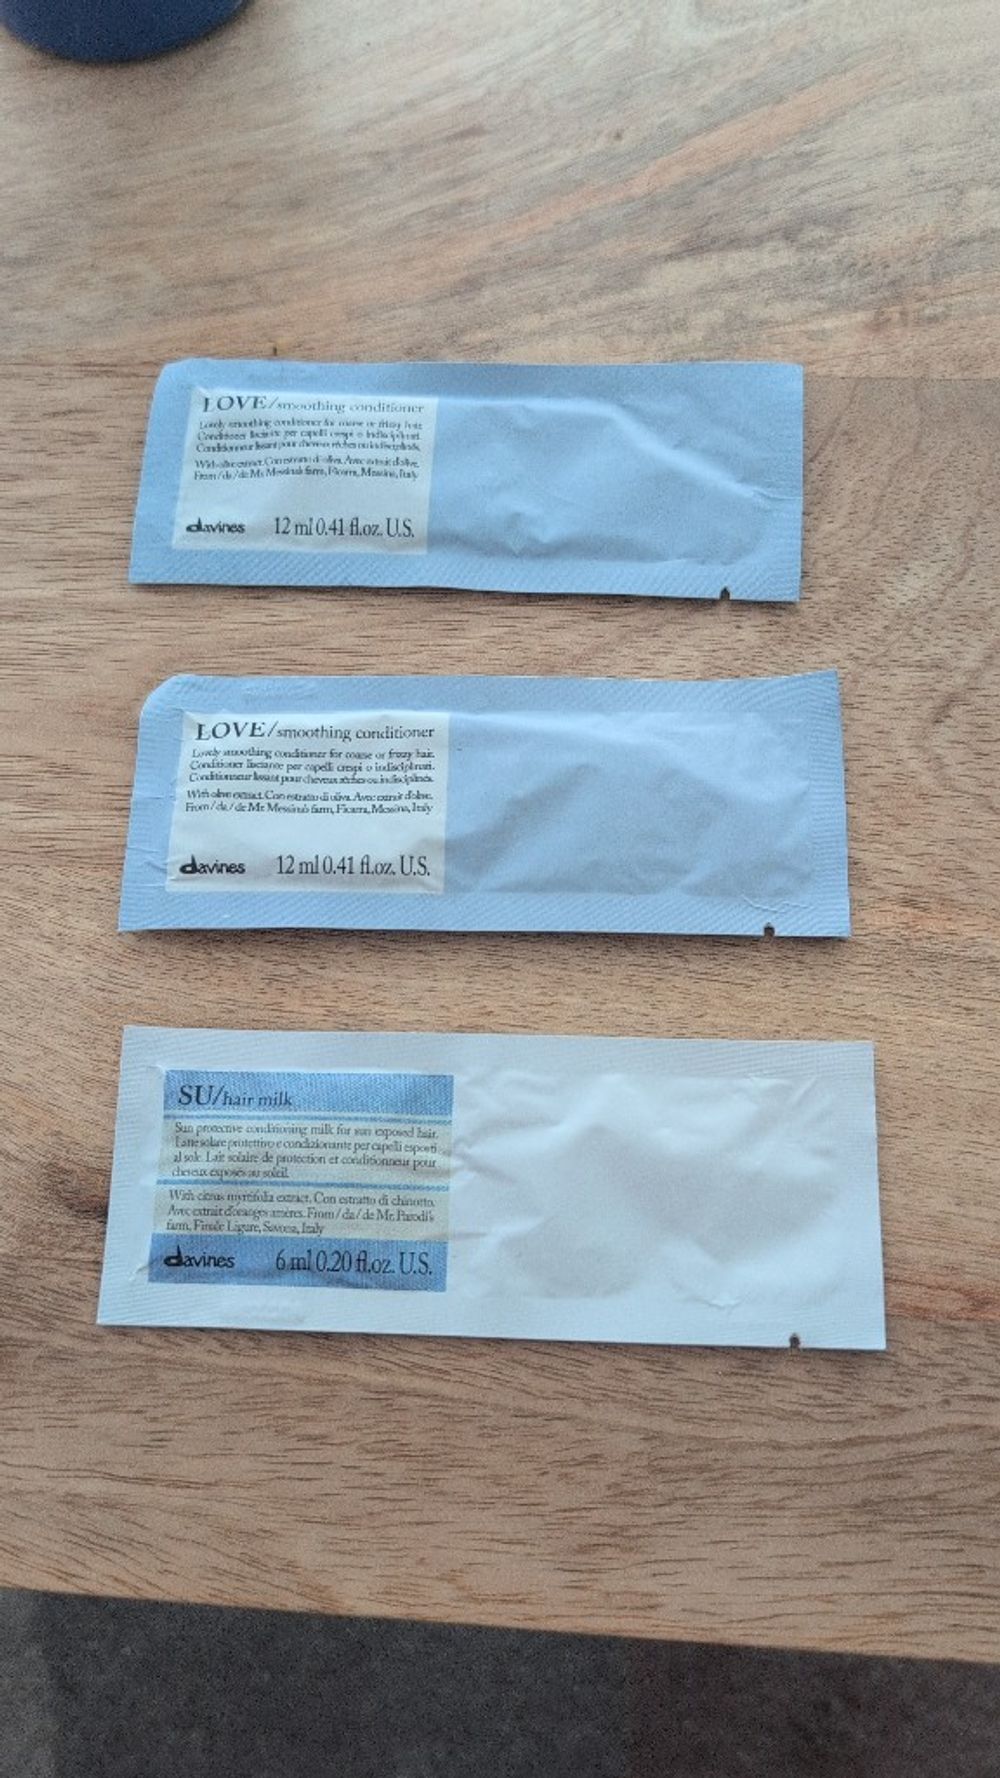 LOVE/smoothing conditioner
Lovely smoothing conditioner for coarse or frizzy hair.
Conditioner lisciante per capelli crespi o indisciplinati.
Conditionneur lissant pour cheveux rêches ou indisciplinés.
With olive extract. Con estratto di oliva. Avec extrait d'olive.
From / da / de Mr. Messina's farm, Ficarra, Messina, Italy
davines 12 ml 0.41 fl.oz. U.S.
LOVE/smoothing conditioner
Lovely smoothing conditioner for coarse or frizzy hair.
Conditioner lisciante per capelli crespi o indisciplinati.
Conditionneur lissant pour cheveux rêches ou indisciplinés.
With olive extract. Con estratto di oliva. Avec extrait d'olive.
From / da / de Mr. Messina's farm, Ficarra, Messina, Italy
davines 12 ml 0.41 fl.oz. U.S.
SU/hair milk
Sun protective conditioning milk for sun exposed hair.
Latte solare protettivo e condizionante per capelli esposti
al sole. Lait solaire de protection et conditionneur pour
cheveux exposés au soleil.
With citrus myrtifolia extract. Con estratto di chinotto.
Avec extrait d'oranges amères. From / da / de Mr. Parodi's
farm, Finale Ligure, Savona, Italy
davines 6 ml 0.20 fl.oz. U.S.